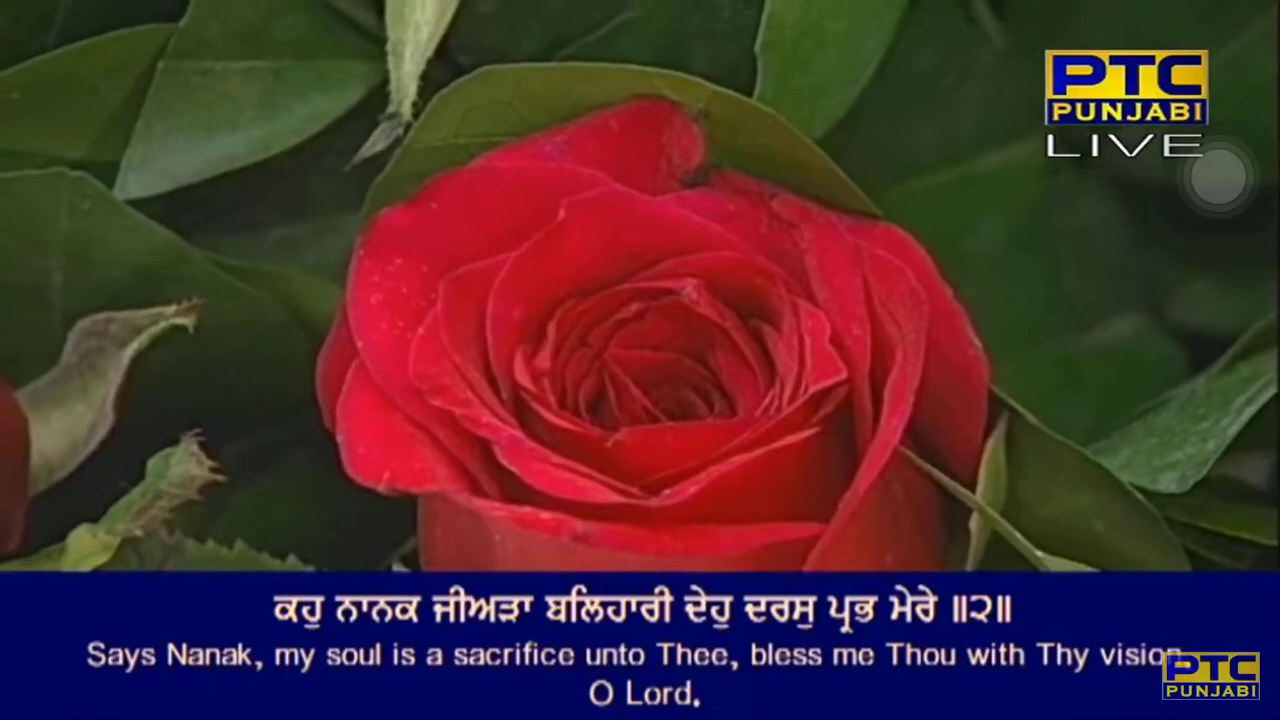 PTC
PUNJABI
LIVE
ਕਹੁ ਨਾਨਕ ਜੀਅੜਾ ਬਲਿਹਾਰੀ ਦੇਹੁ ਦਰਸੁ ਪ੍ਰਭ ਮੇਰੇ ॥੨॥
Says Nanak, my soul is a sacrifice unto Thee, bless me Thou with Thy vision
O Lord.
PTC
PUNJABI